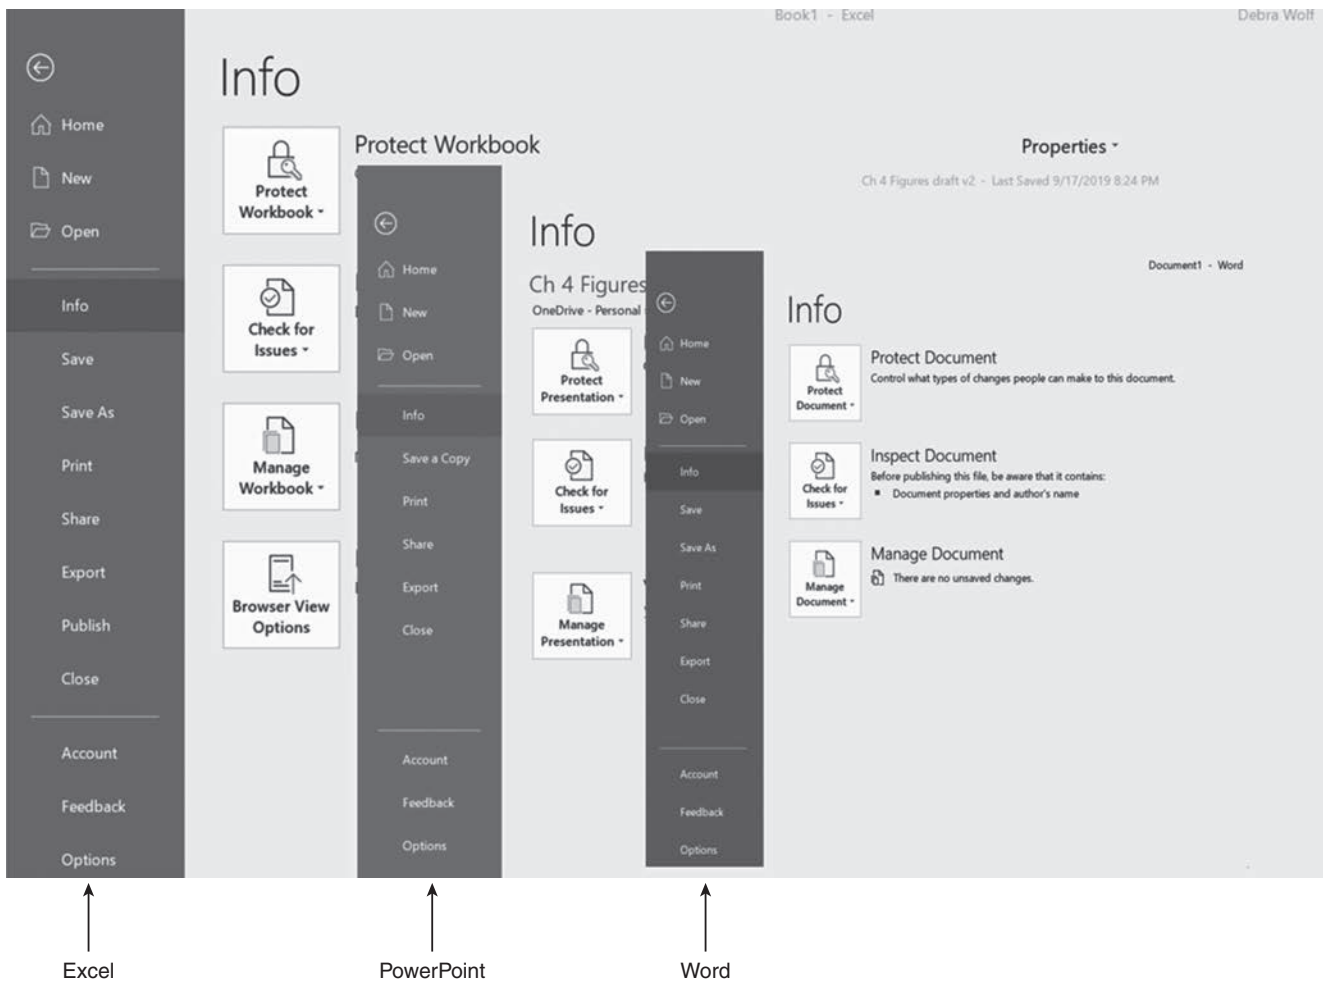 Book1 - Excel
Debra Wolf
Info
Home
New
Open
Info
Save
Save As
Print
Share
Export
Publish
Close
Account
Feedback
Options
Protect
Workbook
Protect Workbook
Check for
Issues
Manage
Workbook
Browser View
Options
Properties
Ch 4 Figures draft v2 - Last Saved 9/17/2019 8:24 PM
Home
New
Open
Info
Save a Copy
Print
Share
Export
Close
Account
Feedback
Options
Info
Ch 4 Figures
OneDrive - Personal
Protect
Presentation
Check for
Issues
Manage
Presentation
Document1 - Word
Home
New
Open
Info
Save
Save As
Print
Share
Export
Close
Account
Feedback
Options
Info
Protect
Document
Protect Document
Control what types of changes people can make to this document.
Check for
Issues
Inspect Document
Before publishing this file, be aware that it contains:
■ Document properties and author's name
Manage
Document
Manage Document
There are no unsaved changes.
Excel
PowerPoint
Word